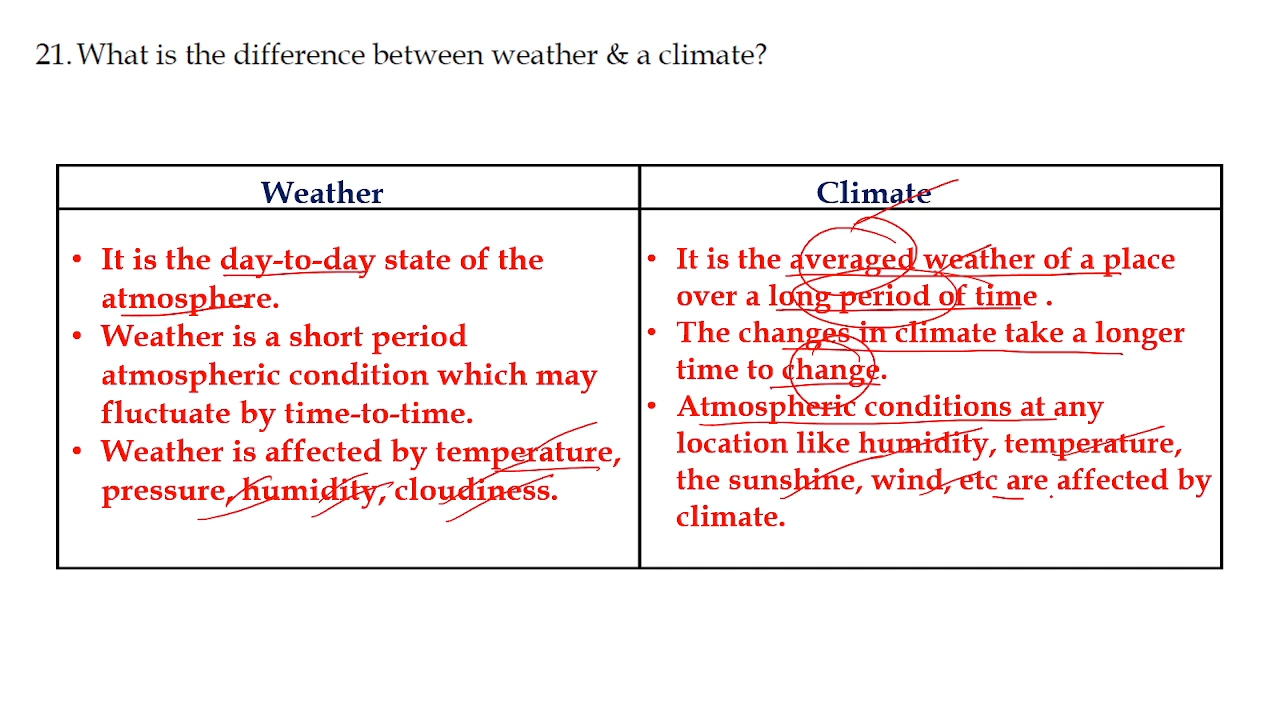 21. What is the difference between weather & a climate?
Weather
• It is the day-to-day state of the
atmosphere.
• Weather is a short period
atmospheric condition which may
fluctuate by time-to-time.
• Weather is affected by temperature,
pressure, humidity, cloudiness.
Climate
• It is the averaged weather of a place
over a long period of time .
• The changes in climate take a longer
time to change.
• Atmospheric conditions at any
location like humidity, temperature,
the sunshine, wind, etc are affected by
climate.